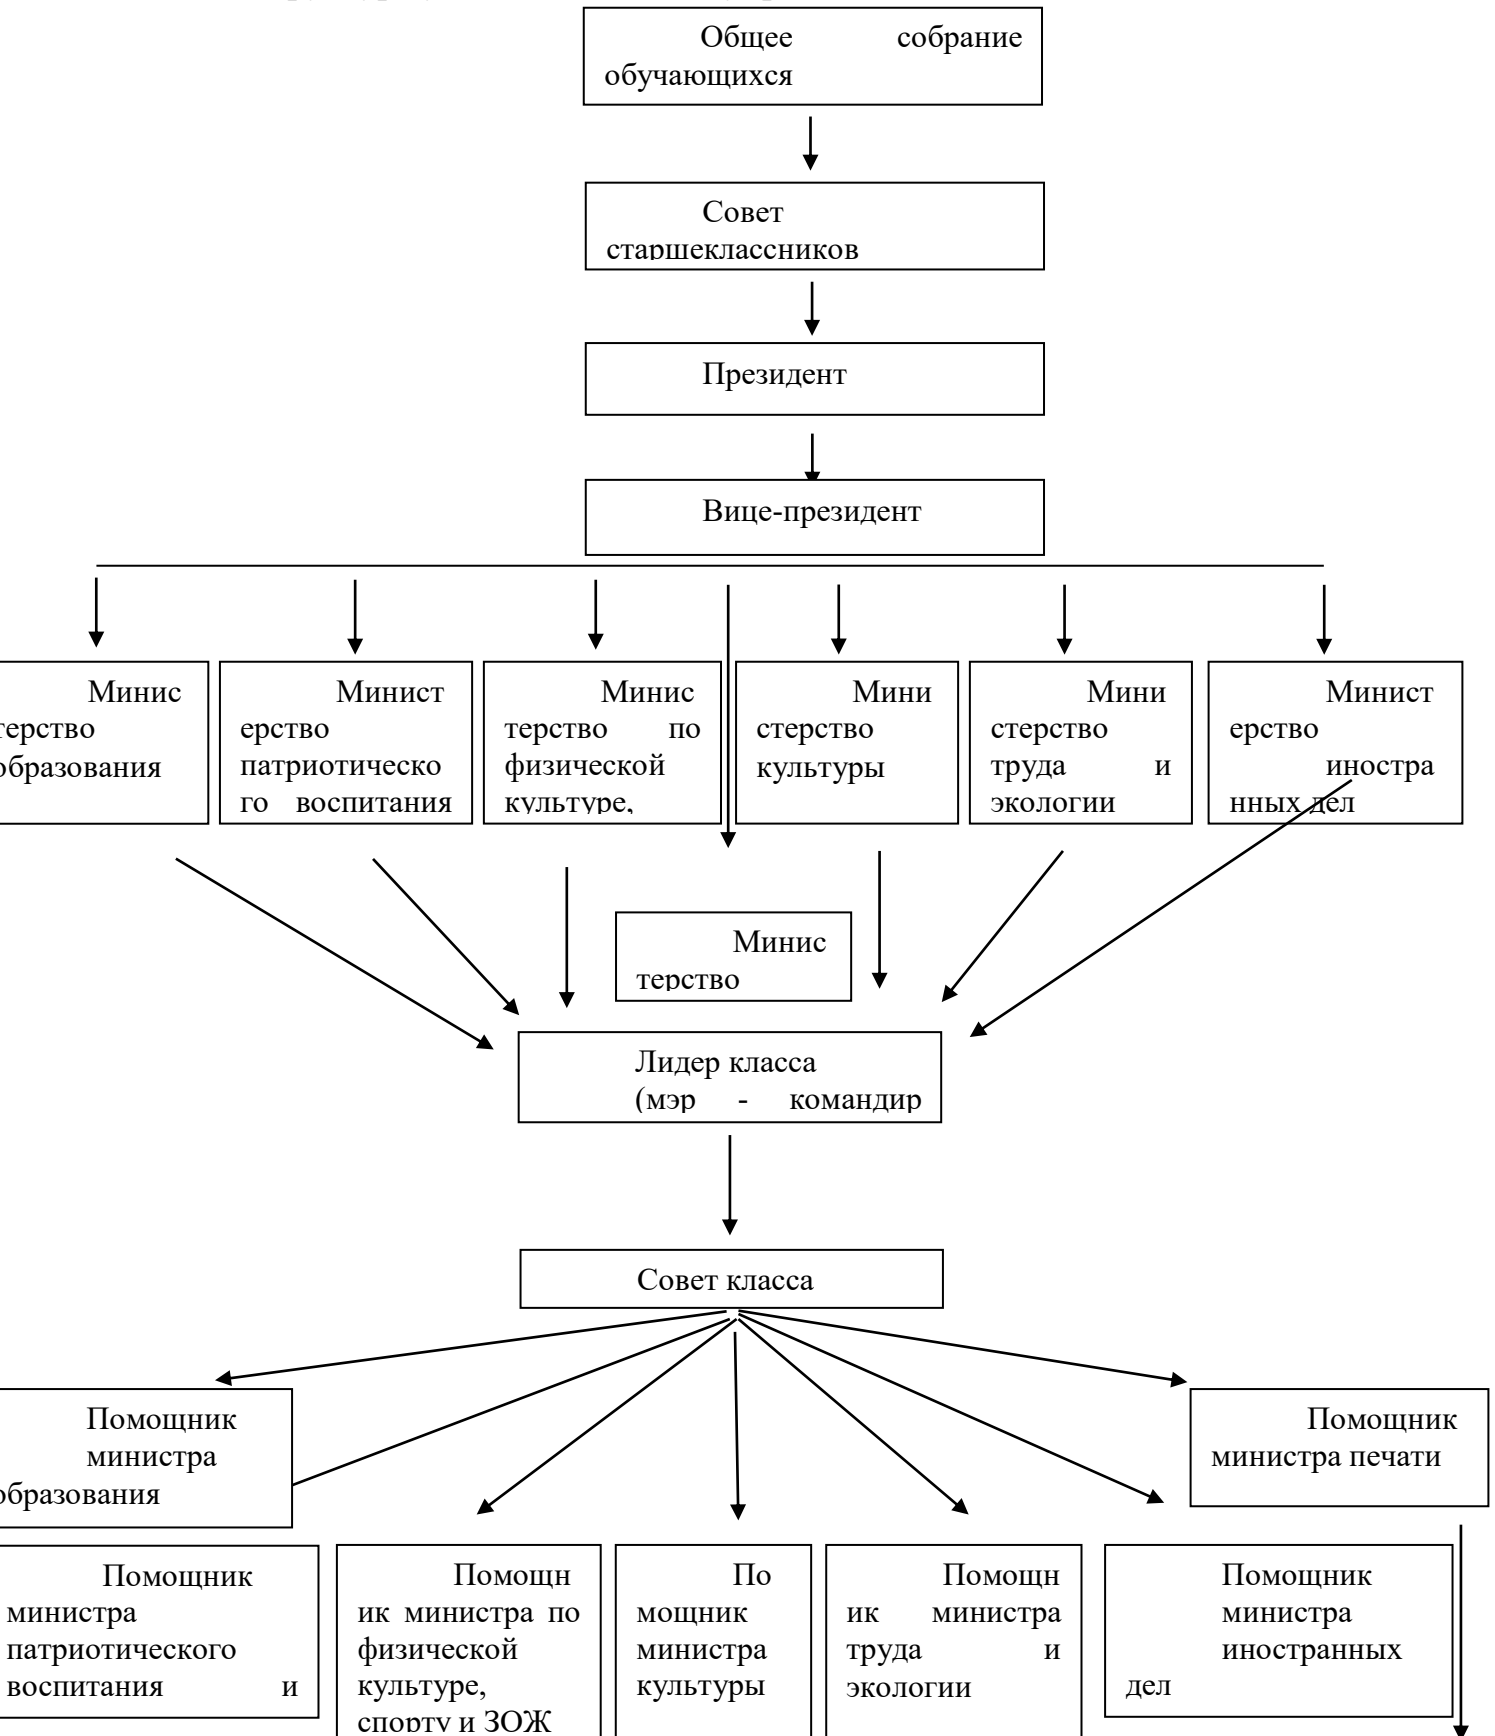 Общее собрание
обучающихся
Совет
старшеклассников
Президент
Вице-президент
Минис
терство
образования
Минист
ерство
патриотическо
го воспитания
Минис
терство по
физической
культуре,
Мини
стерство
культуры
Мини
стерство
труда и
экологии
Минист
ерство
иностра
нных дел
Минис
терство
Лидер класса
(мэр - командир
Совет класса
Помощник
министра
образования
Помощник
министра печати
Помощник
министра
патриотического
воспитания и
Помощн
ик министра по
физической
культуре,
спорту и ЗОЖ
По
мощник
министра
культуры
Помощн
ик министра
труда и
экологии
Помощник
министра
иностранных
дел